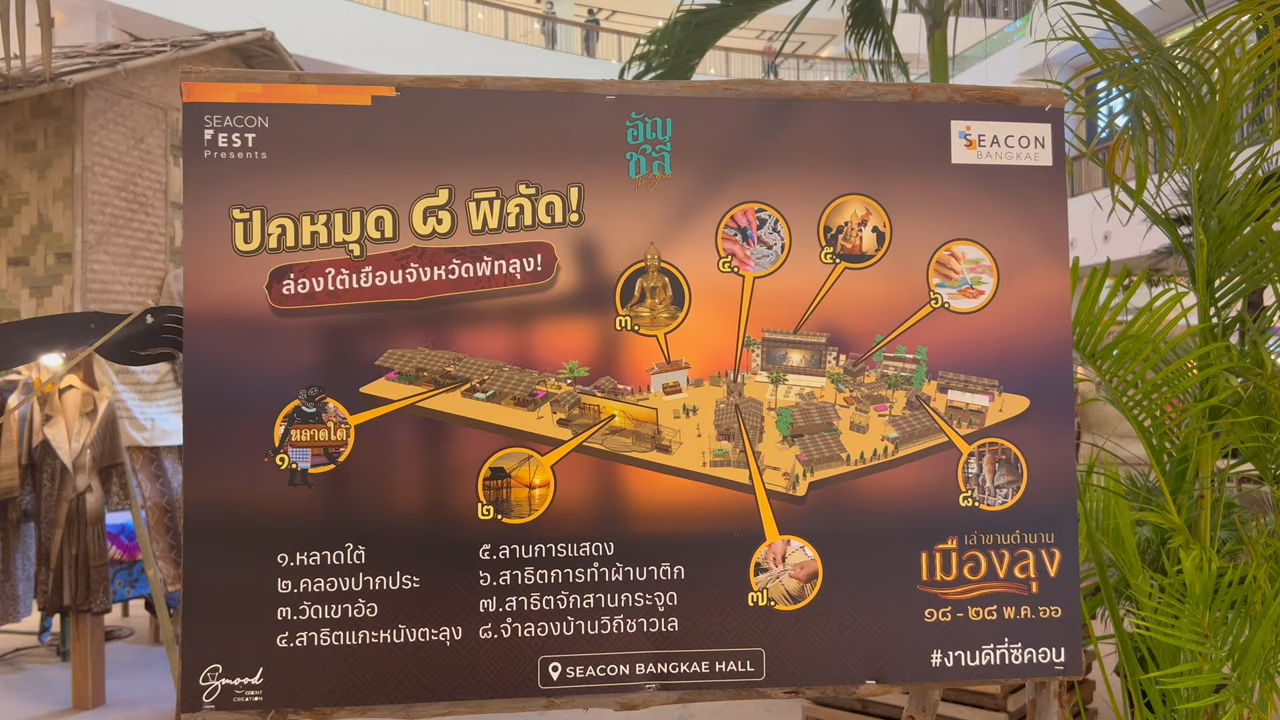 SEACON
FEST
Presents
อัญ
ชลี
SEACON
BANGKAE
ปักหมุด ๘ พิกัด!
ล่องใต้เยือนจังหวัดพัทลุง!
๓.
๔.
๕.
๖.
หลาดใต้
๑.
๒.
๗.
๘.
๑.หลาดใต้
๒.คลองปากประ
๓.วัดเขาอ้อ
๔.สาธิตแกะหนังตะลุง
๕.ลานการแสดง
๖.สาธิตการทำผ้าบาติก
๗.สาธิตจักสานกระจูด
๘.จำลองบ้านวิถีชาวเล
เล่าขานตำนาน
เมืองลุง
๑๘ - ๒๘ พ.ค. ๖๖
#งานดีที่ซีคอน
SEACON BANGKAE HALL
Gmood
EVENT
CREATION